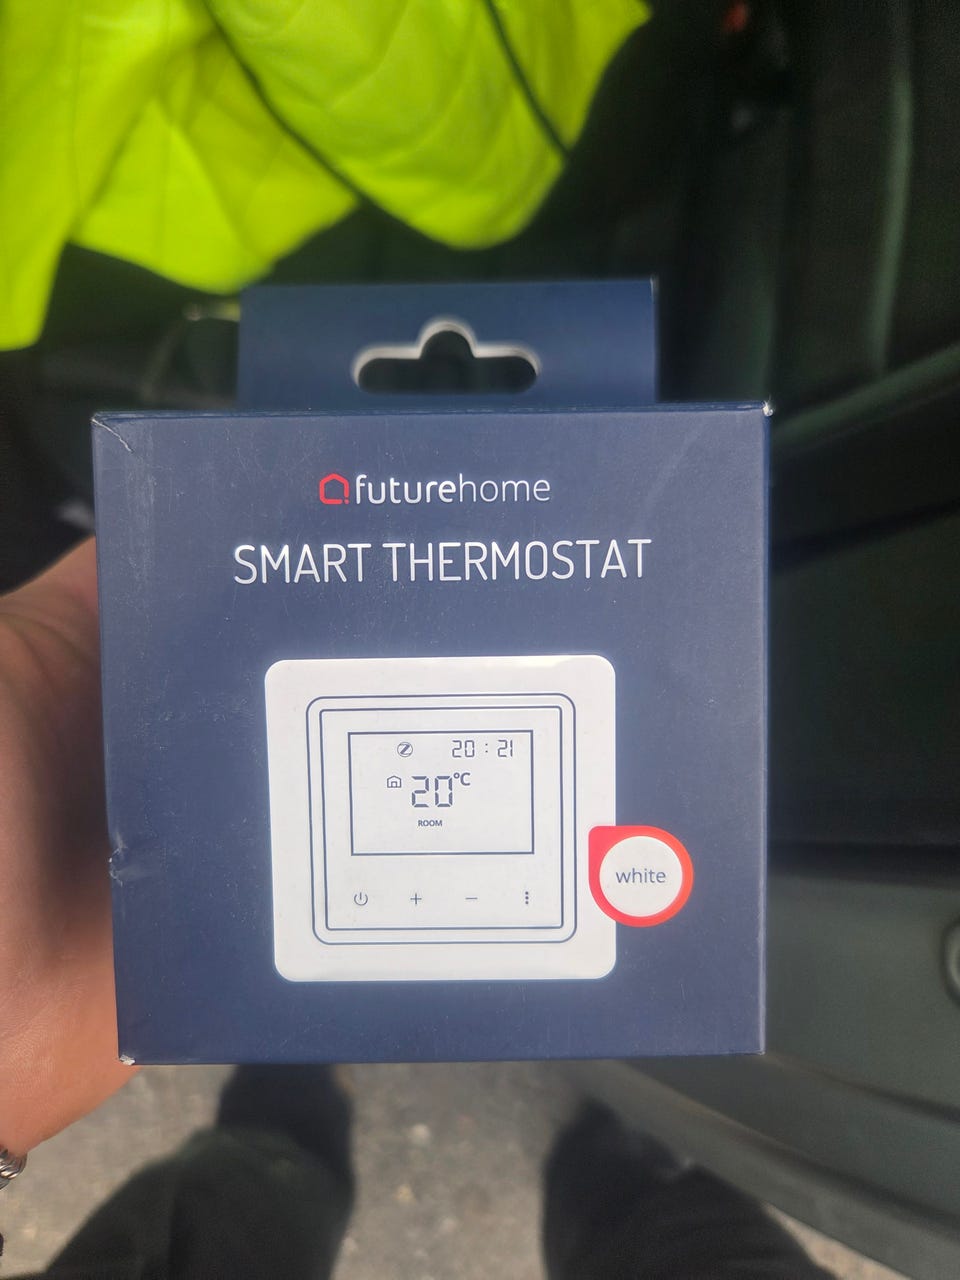 futurehome
SMART THERMOSTAT
20 : 21
20°C
ROOM
white